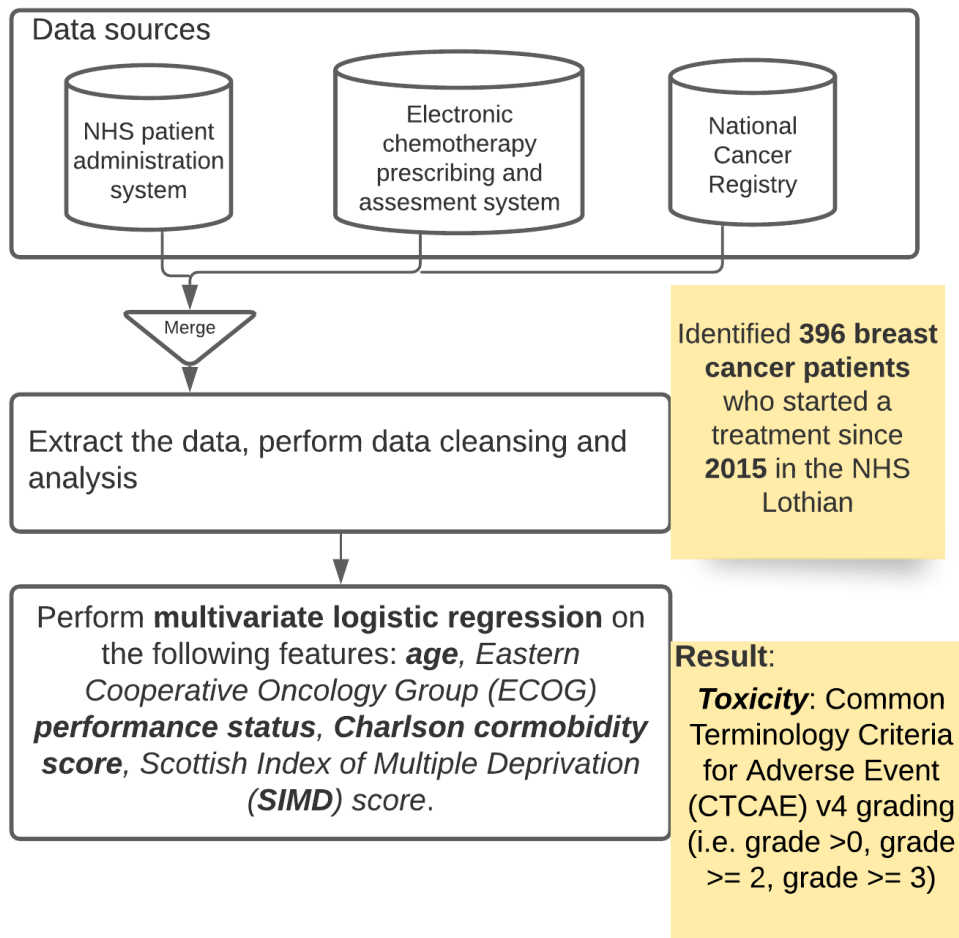 Data sources
NHS patient
administration
system
Electronic
chemotherapy
prescribing and
assesment system
National
Cancer
Registry
Merge
Identified 396 breast
cancer patients
who started a
treatment since
2015 in the NHS
Lothian
Extract the data, perform data cleansing and
analysis
Perform multivariate logistic regression on
the following features: age, Eastern
Cooperative Oncology Group (ECOG)
performance status, Charlson cormobidity
score, Scottish Index of Multiple Deprivation
(SIMD) score.
Result:
Toxicity: Common
Terminology Criteria
for Adverse Event
(CTCAE) v4 grading
(i.e. grade >0, grade
>= 2, grade >= 3)